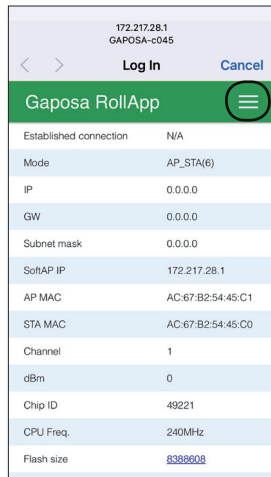 172.217.28.1
GAPOSA-c045
< > Log In Cancel
Gaposa RollApp
Established connection N/A
Mode AP_STA(6)
IP 0.0.0.0
GW 0.0.0.0
Subnet mask 0.0.0.0
SoftAP IP 172.217.28.1
AP MAC AC:67:B2:54:45:C1
STA MAC AC:67:B2:54:45:C0
Channel 1
dBm 0
Chip ID 49221
CPU Freq. 240MHz
Flash size 8388608